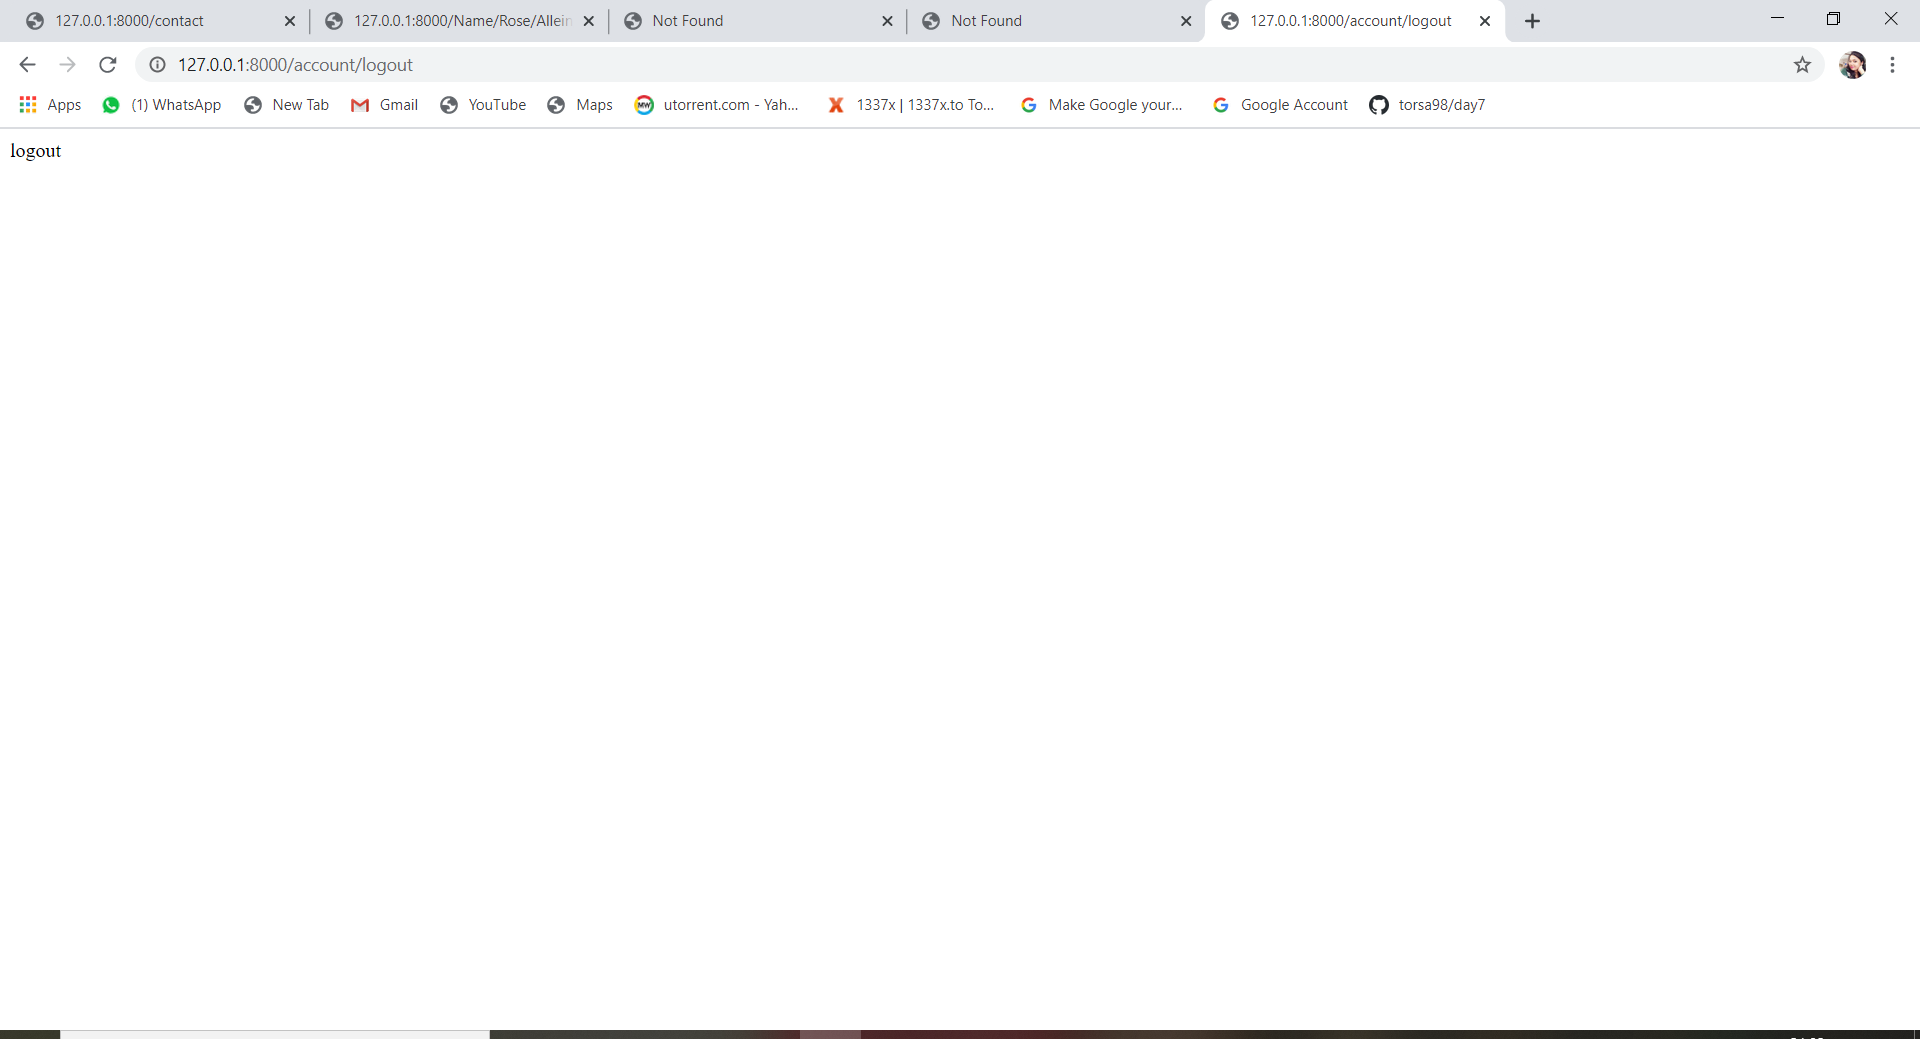 127.0.0.1:8000/contact 127.0.0.1:8000/Name/Rose/Allein Not Found Not Found 127.0.0.1:8000/account/logout
127.0.0.1:8000/account/logout
Apps (1) WhatsApp New Tab Gmail YouTube Maps utorrent.com - Yah... 1337x | 1337x.to To... Make Google your... Google Account torsa98/day7
logout